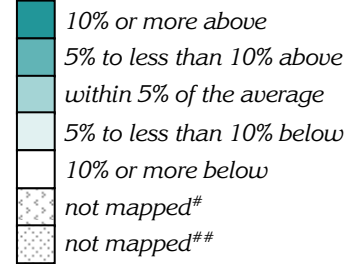 10% or more above
5% to less than 10% above
within 5% of the average
5% to less than 10% below
10% or more below
not mapped#
not mapped##